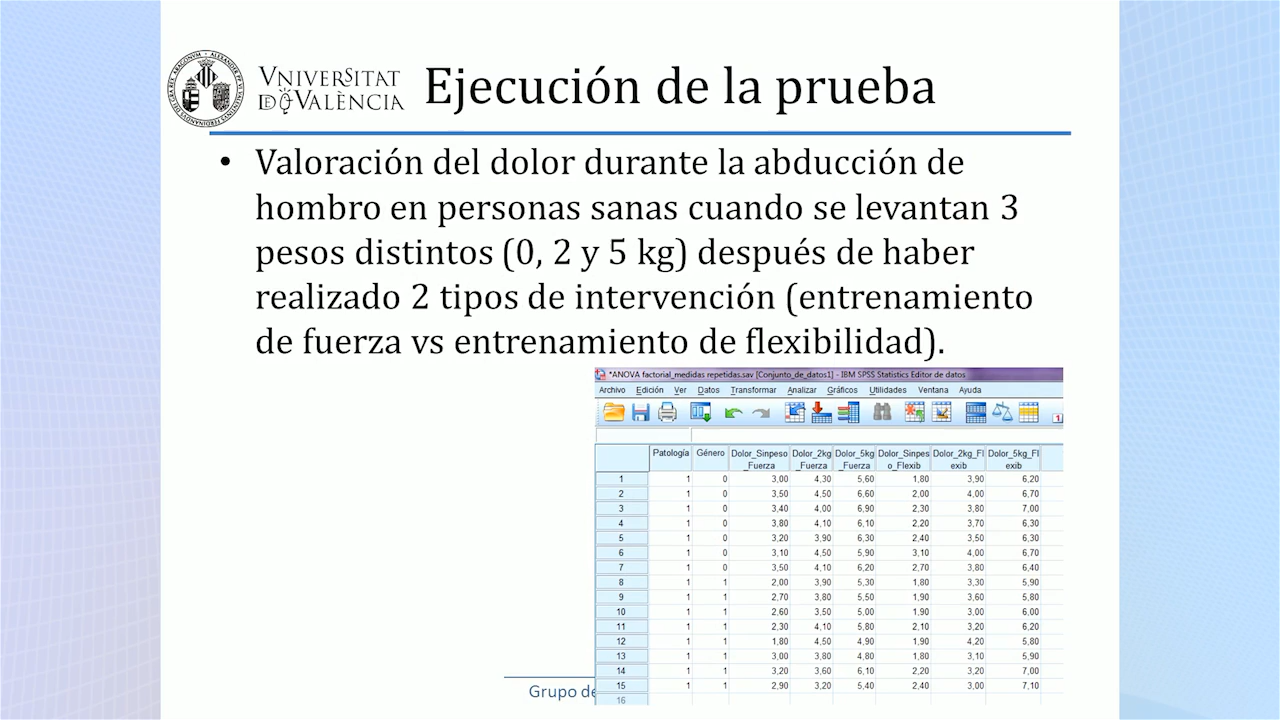 VNIVERSITAT
DE VALÈNCIA
Ejecución de la prueba
• Valoración del dolor durante la abducción de
hombro en personas sanas cuando se levantan 3
pesos distintos (0, 2 y 5 kg) después de haber
realizado 2 tipos de intervención (entrenamiento
de fuerza vs entrenamiento de flexibilidad).
*ANOVA factorial_medidas repetidas.sav [Conjunto_de_datos1] - IBM SPSS Statistics Editor de datos
Archivo Edición Ver Datos Transformar Analizar Gráficos Utilidades Ventana Ayuda
Patología Género Dolor_Sinpeso Dolor_2kg Dolor_5kg Dolor_Sinpes Dolor_2kg_Fl Dolor_5kg_Fl
_Fuerza _Fuerza _Fuerza o_Flexib exib exib
1 1 0 3,00 4,30 5,60 1,80 3,90 6,20
2 1 0 3,50 4,50 6,60 2,00 4,00 6,70
3 1 0 3,40 4,00 6,90 2,30 3,80 7,00
4 1 0 3,80 4,10 6,10 2,20 3,70 6,30
5 1 0 3,20 3,90 6,30 2,40 3,50 6,30
6 1 0 3,10 4,50 5,90 3,10 4,00 6,70
7 1 0 3,50 4,10 6,20 2,70 3,80 6,40
8 1 1 2,00 3,90 5,30 1,80 3,30 5,90
9 1 1 2,70 3,80 5,50 1,90 3,60 5,80
10 1 1 2,60 3,50 5,00 1,90 3,00 6,00
11 1 1 2,30 4,10 5,80 2,10 3,20 6,20
12 1 1 1,80 4,50 4,90 1,90 4,20 5,80
13 1 1 3,00 3,80 4,80 1,80 3,10 5,90
14 1 1 3,20 3,60 6,10 2,20 3,20 7,00
15 1 1 2,90 3,20 5,40 2,40 3,00 7,10
16
Grupo de